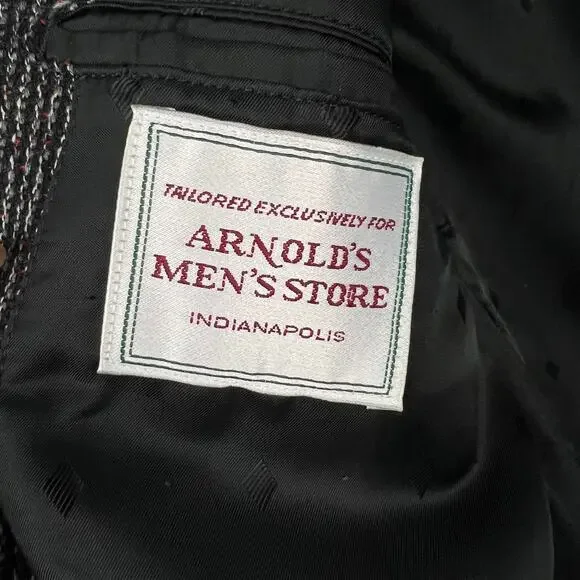 TAILORED EXCLUSIVELY FOR
ARNOLD'S
MEN'S STORE
INDIANAPOLIS